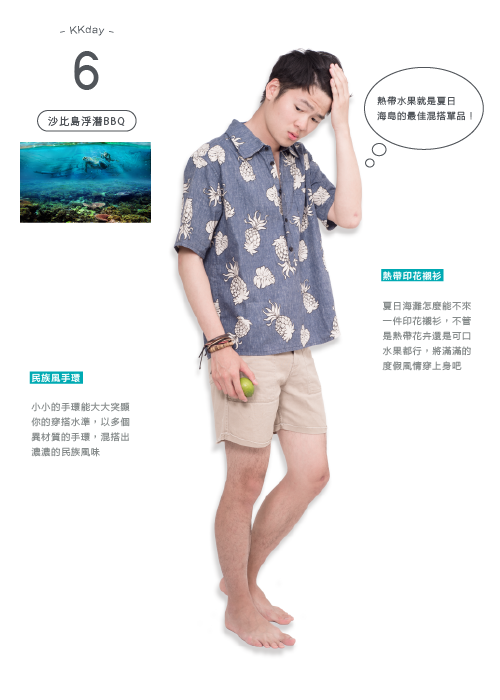 – KKday –
6
沙比島浮潛BBQ
熱帶水果就是夏日
海島的最佳混搭單品！
熱帶印花襯衫
夏日海灘怎麼能不來
一件印花襯衫，不管
是熱帶花卉還是可口
水果都行，將滿滿的
度假風情穿上身吧
民族風手環
小小的手環能大大突顯
你的穿搭水準，以多個
異材質的手環，混搭出
濃濃的民族風味